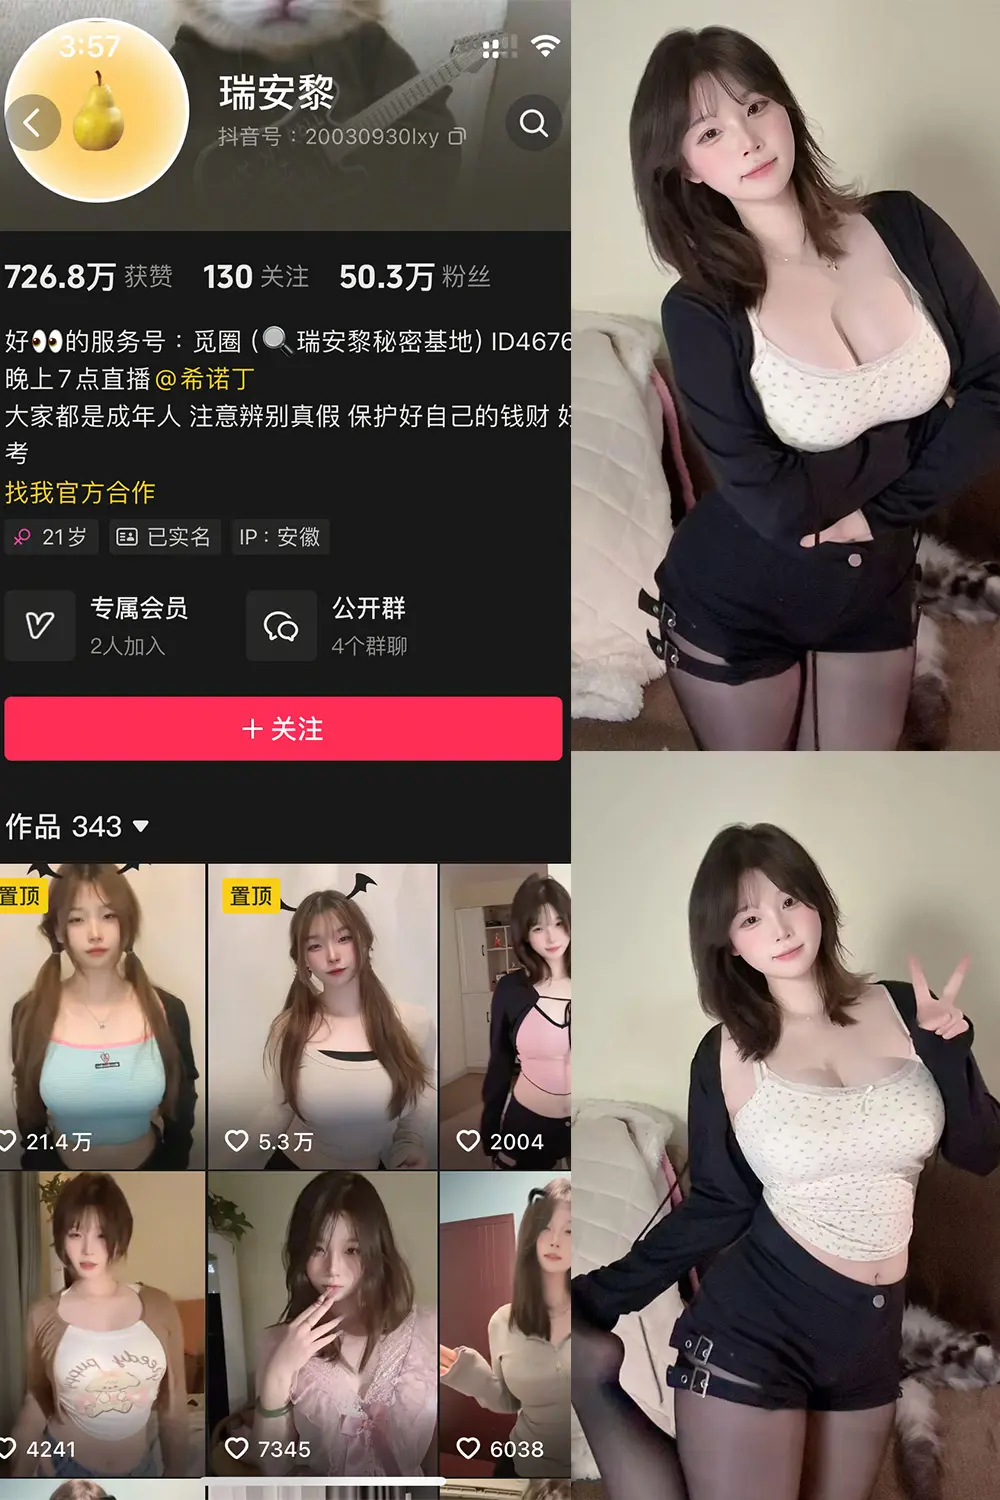 3:57
瑞安黎
抖音号：20030930lxy
726.8万 获赞 130 关注 50.3万 粉丝
好👀的服务号：觅圈 (🔍瑞安黎秘密基地) ID4676
晚上7点直播@希诺丁
大家都是成年人 注意辨别真假 保护好自己的钱财 好
考
找我官方合作
21岁 已实名 IP：安徽
专属会员 公开群
2人加入 4个群聊
+ 关注
作品 343
置顶 置顶
21.4万 5.3万 2004
4241 7345 6038